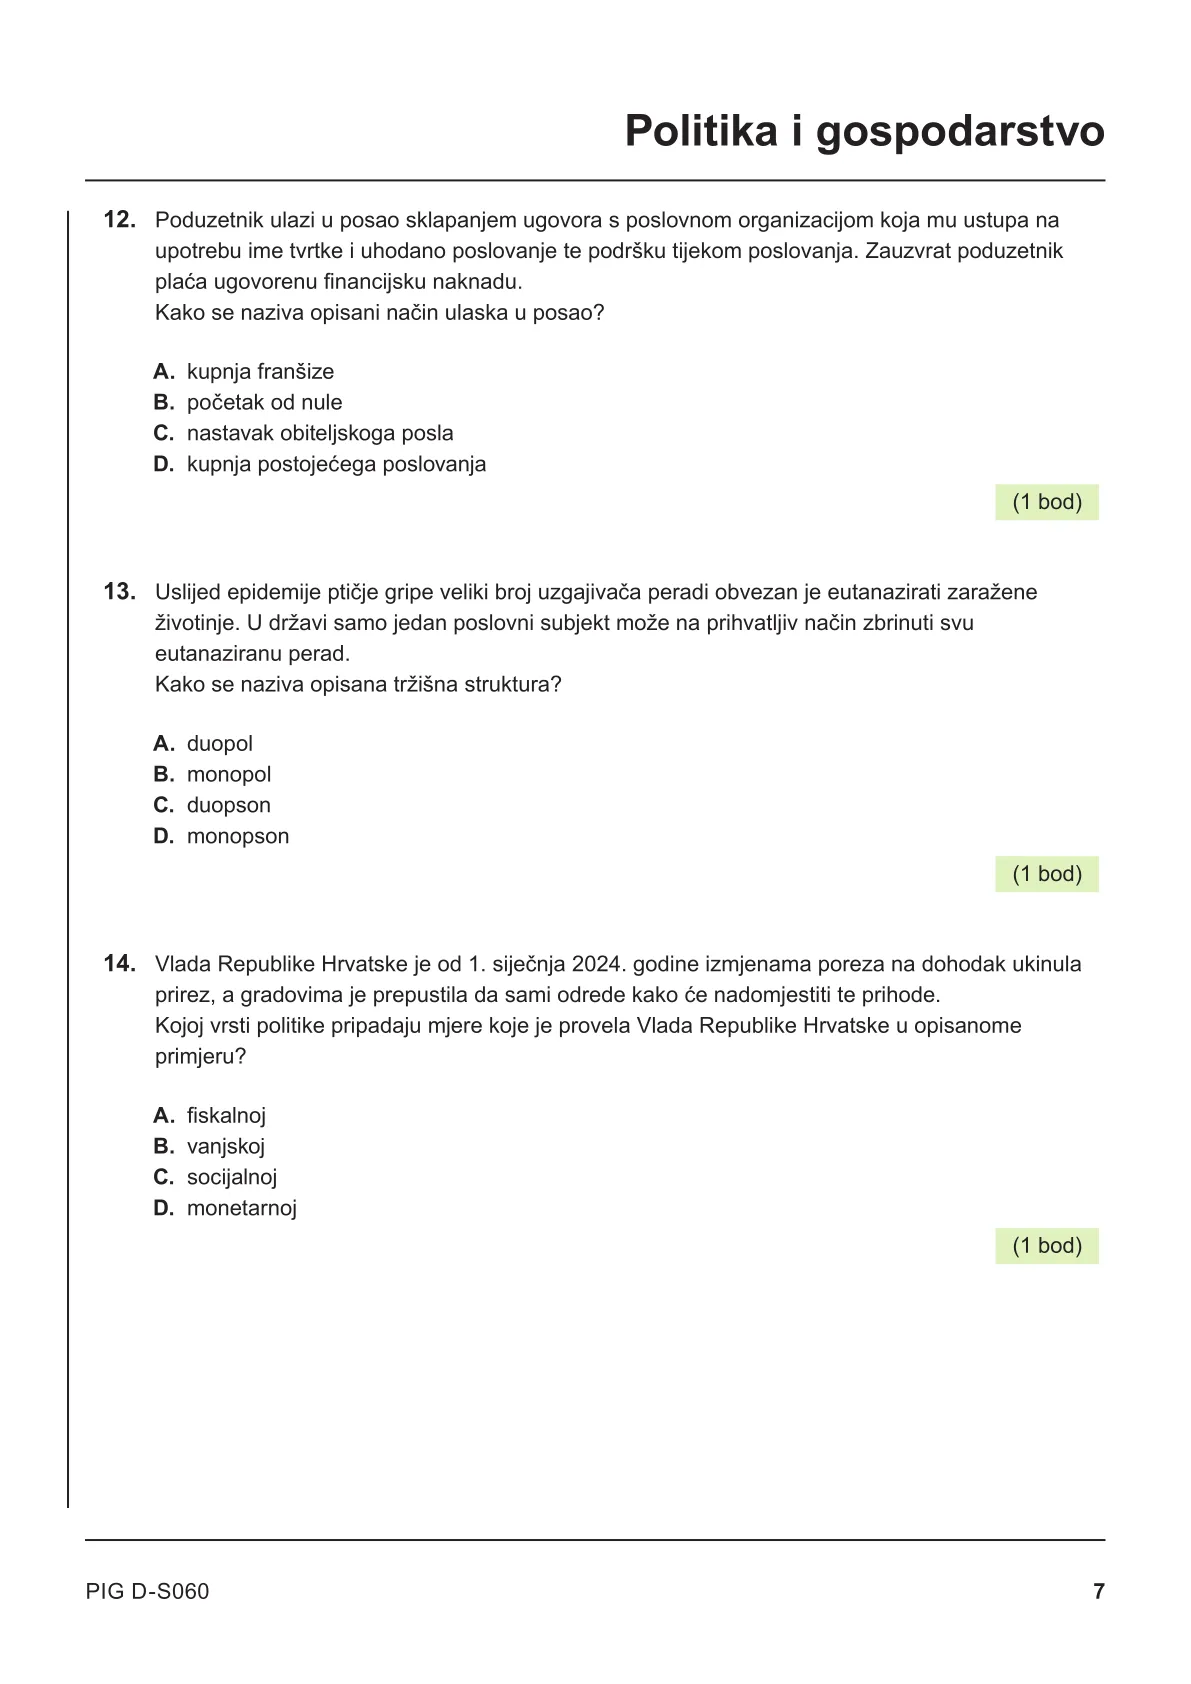 Politika i gospodarstvo
12. Poduzetnik ulazi u posao sklapanjem ugovora s poslovnom organizacijom koja mu ustupa na
upotrebu ime tvrtke i uhodano poslovanje te podršku tijekom poslovanja. Zauzvrat poduzetnik
plaća ugovorenu financijsku naknadu.
Kako se naziva opisani način ulaska u posao?
A. kupnja franšize
B. početak od nule
C. nastavak obiteljskoga posla
D. kupnja postojećega poslovanja
(1 bod)
13. Uslijed epidemije ptičje gripe veliki broj uzgajivača peradi obvezan je eutanazirati zaražene
životinje. U državi samo jedan poslovni subjekt može na prihvatljiv način zbrinuti svu
eutanaziranu perad.
Kako se naziva opisana tržišna struktura?
A. duopol
B. monopol
C. duopson
D. monopson
(1 bod)
14. Vlada Republike Hrvatske je od 1. siječnja 2024. godine izmjenama poreza na dohodak ukinula
prirez, a gradovima je prepustila da sami odrede kako će nadomjestiti te prihode.
Kojoj vrsti politike pripadaju mjere koje je provela Vlada Republike Hrvatske u opisanome
primjeru?
A. fiskalnoj
B. vanjskoj
C. socijalnoj
D. monetarnoj
(1 bod)
PIG D-S060
7